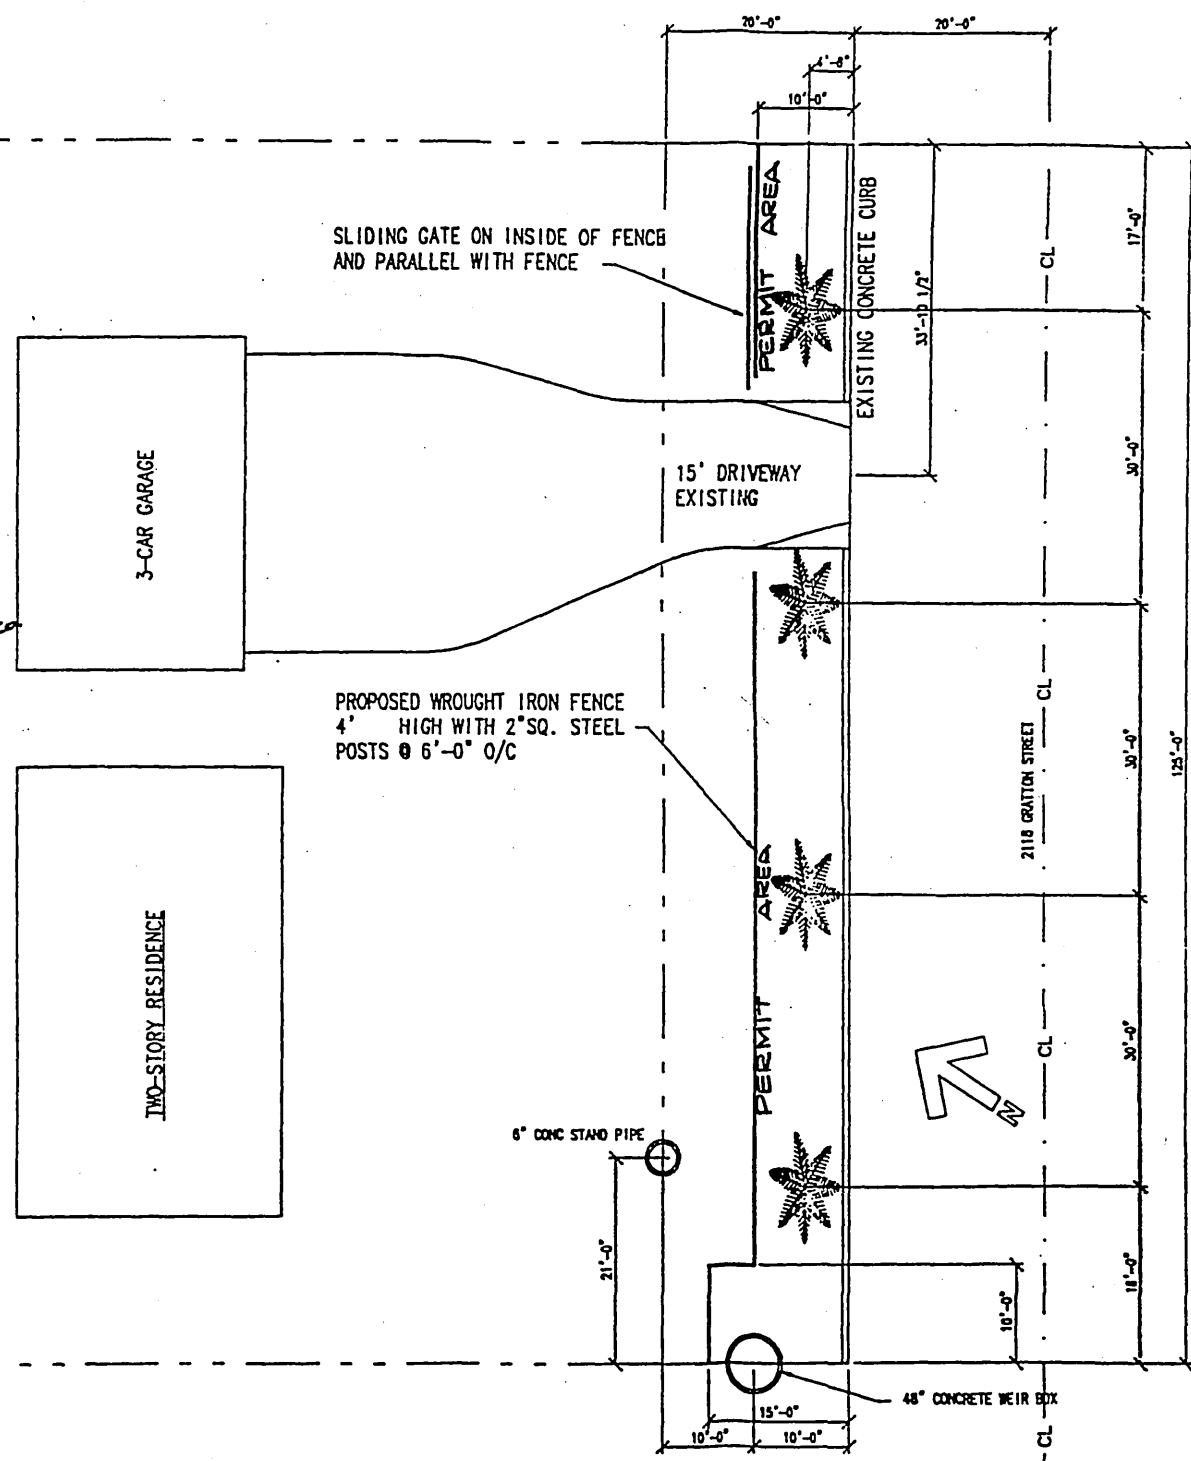 20'-0"
20'-0"
4'-6"
10'-0"
SLIDING GATE ON INSIDE OF FENCE
AND PARALLEL WITH FENCE
PERMIT AREA
EXISTING CONCRETE CURB
33'-10 1/2"
CL
17'-0"
3-CAR GARAGE
15' DRIVEWAY
EXISTING
30'-0"
PROPOSED WROUGHT IRON FENCE
4' HIGH WITH 2"SQ. STEEL
POSTS @ 6'-0" O/C
CL
2118 GRATTON STREET
30'-0"
125'-0"
TWO-STORY RESIDENCE
PERMIT AREA
CL
30'-0"
N
6" CONC STAND PIPE
21'-0"
10'-0"
18'-0"
48" CONCRETE WEIR BOX
15'-0"
10'-0"
10'-0"
CL